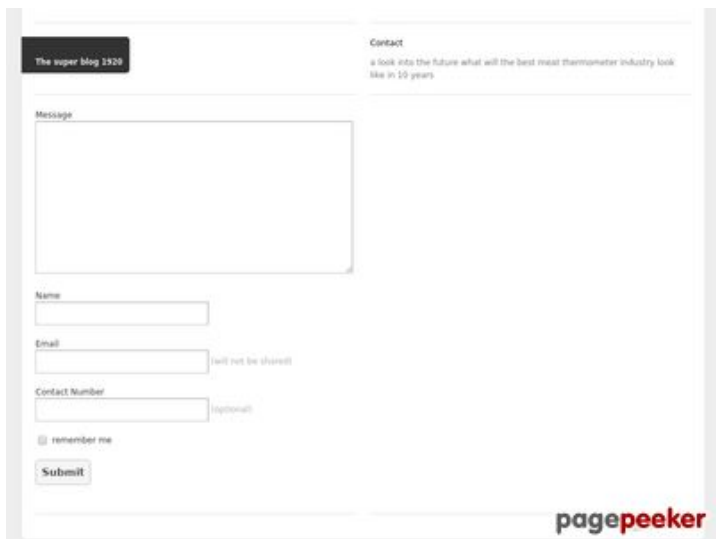 The super blog 1920
Contact
a look into the future what will the best meat thermometer industry look
like in 10 years
Message
Name
Email
(will not be shared)
Contact Number
(optional)
remember me
Submit
pagepeeker